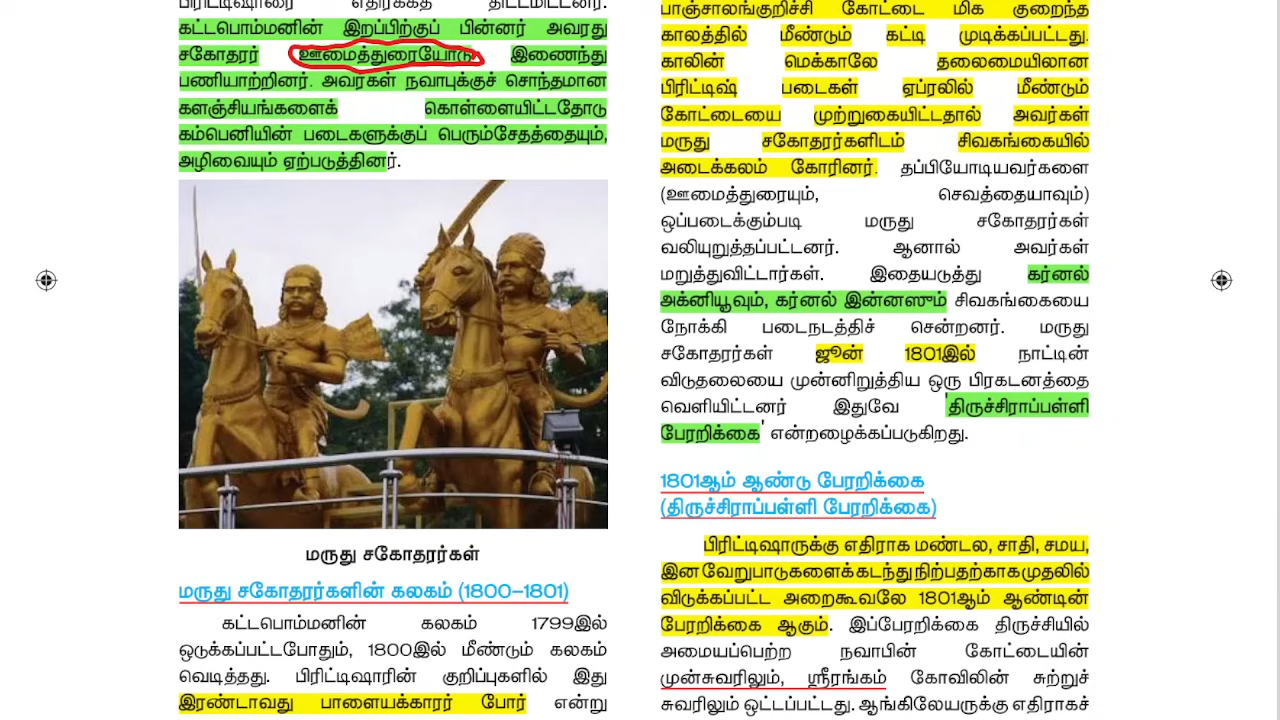 பிரிட்டிஷாரை எதிர்க்கத் திட்டமிட்டனர்.
கட்டபொம்மனின் இறப்பிற்குப் பின்னர் அவரது
சகோதரர் ஊமைத்துரையோடு இணைந்து
பணியாற்றினர். அவர்கள் நவாபுக்குச் சொந்தமான
களஞ்சியங்களைக் கொள்ளையிட்டதோடு
கம்பெனியின் படைகளுக்குப் பெரும்சேதத்தையும்,
அழிவையும் ஏற்படுத்தினர்.
மருது சகோதரர்கள்
மருது சகோதரர்களின் கலகம் (1800–1801)
கட்டபொம்மனின் கலகம் 1799இல்
ஒடுக்கப்பட்டபோதும், 1800இல் மீண்டும் கலகம்
வெடித்தது. பிரிட்டிஷாரின் குறிப்புகளில் இது
இரண்டாவது பாளையக்காரர் போர் என்று
பாஞ்சாலங்குறிச்சி கோட்டை மிக குறைந்த
காலத்தில் மீண்டும் கட்டி முடிக்கப்பட்டது.
காலின் மெக்காலே தலைமையிலான
பிரிட்டிஷ் படைகள் ஏப்ரலில் மீண்டும்
கோட்டையை முற்றுகையிட்டதால் அவர்கள்
மருது சகோதரர்களிடம் சிவகங்கையில்
அடைக்கலம் கோரினர். தப்பியோடியவர்களை
(ஊமைத்துரையும், செவத்தையாவும்)
ஒப்படைக்கும்படி மருது சகோதரர்கள்
வலியுறுத்தப்பட்டனர். ஆனால் அவர்கள்
மறுத்துவிட்டார்கள். இதையடுத்து கர்னல்
அக்னியூவும், கர்னல் இன்னஸும் சிவகங்கையை
நோக்கி படைநடத்திச் சென்றனர். மருது
சகோதரர்கள் ஜூன் 1801இல் நாட்டின்
விடுதலையை முன்னிறுத்திய ஒரு பிரகடனத்தை
வெளியிட்டனர் இதுவே 'திருச்சிராப்பள்ளி
பேரறிக்கை' என்றழைக்கப்படுகிறது.
1801ஆம் ஆண்டு பேரறிக்கை
(திருச்சிராப்பள்ளி பேரறிக்கை)
பிரிட்டிஷாருக்கு எதிராக மண்டல, சாதி, சமய,
இன வேறுபாடுகளைக் கடந்து நிற்பதற்காக முதலில்
விடுக்கப்பட்ட அறைகூவலே 1801ஆம் ஆண்டின்
பேரறிக்கை ஆகும். இப்பேரறிக்கை திருச்சியில்
அமையப்பெற்ற நவாபின் கோட்டையின்
முன்சுவரிலும், ஸ்ரீரங்கம் கோவிலின் சுற்றுச்
சுவரிலும் ஒட்டப்பட்டது. ஆங்கிலேயருக்கு எதிராகச்